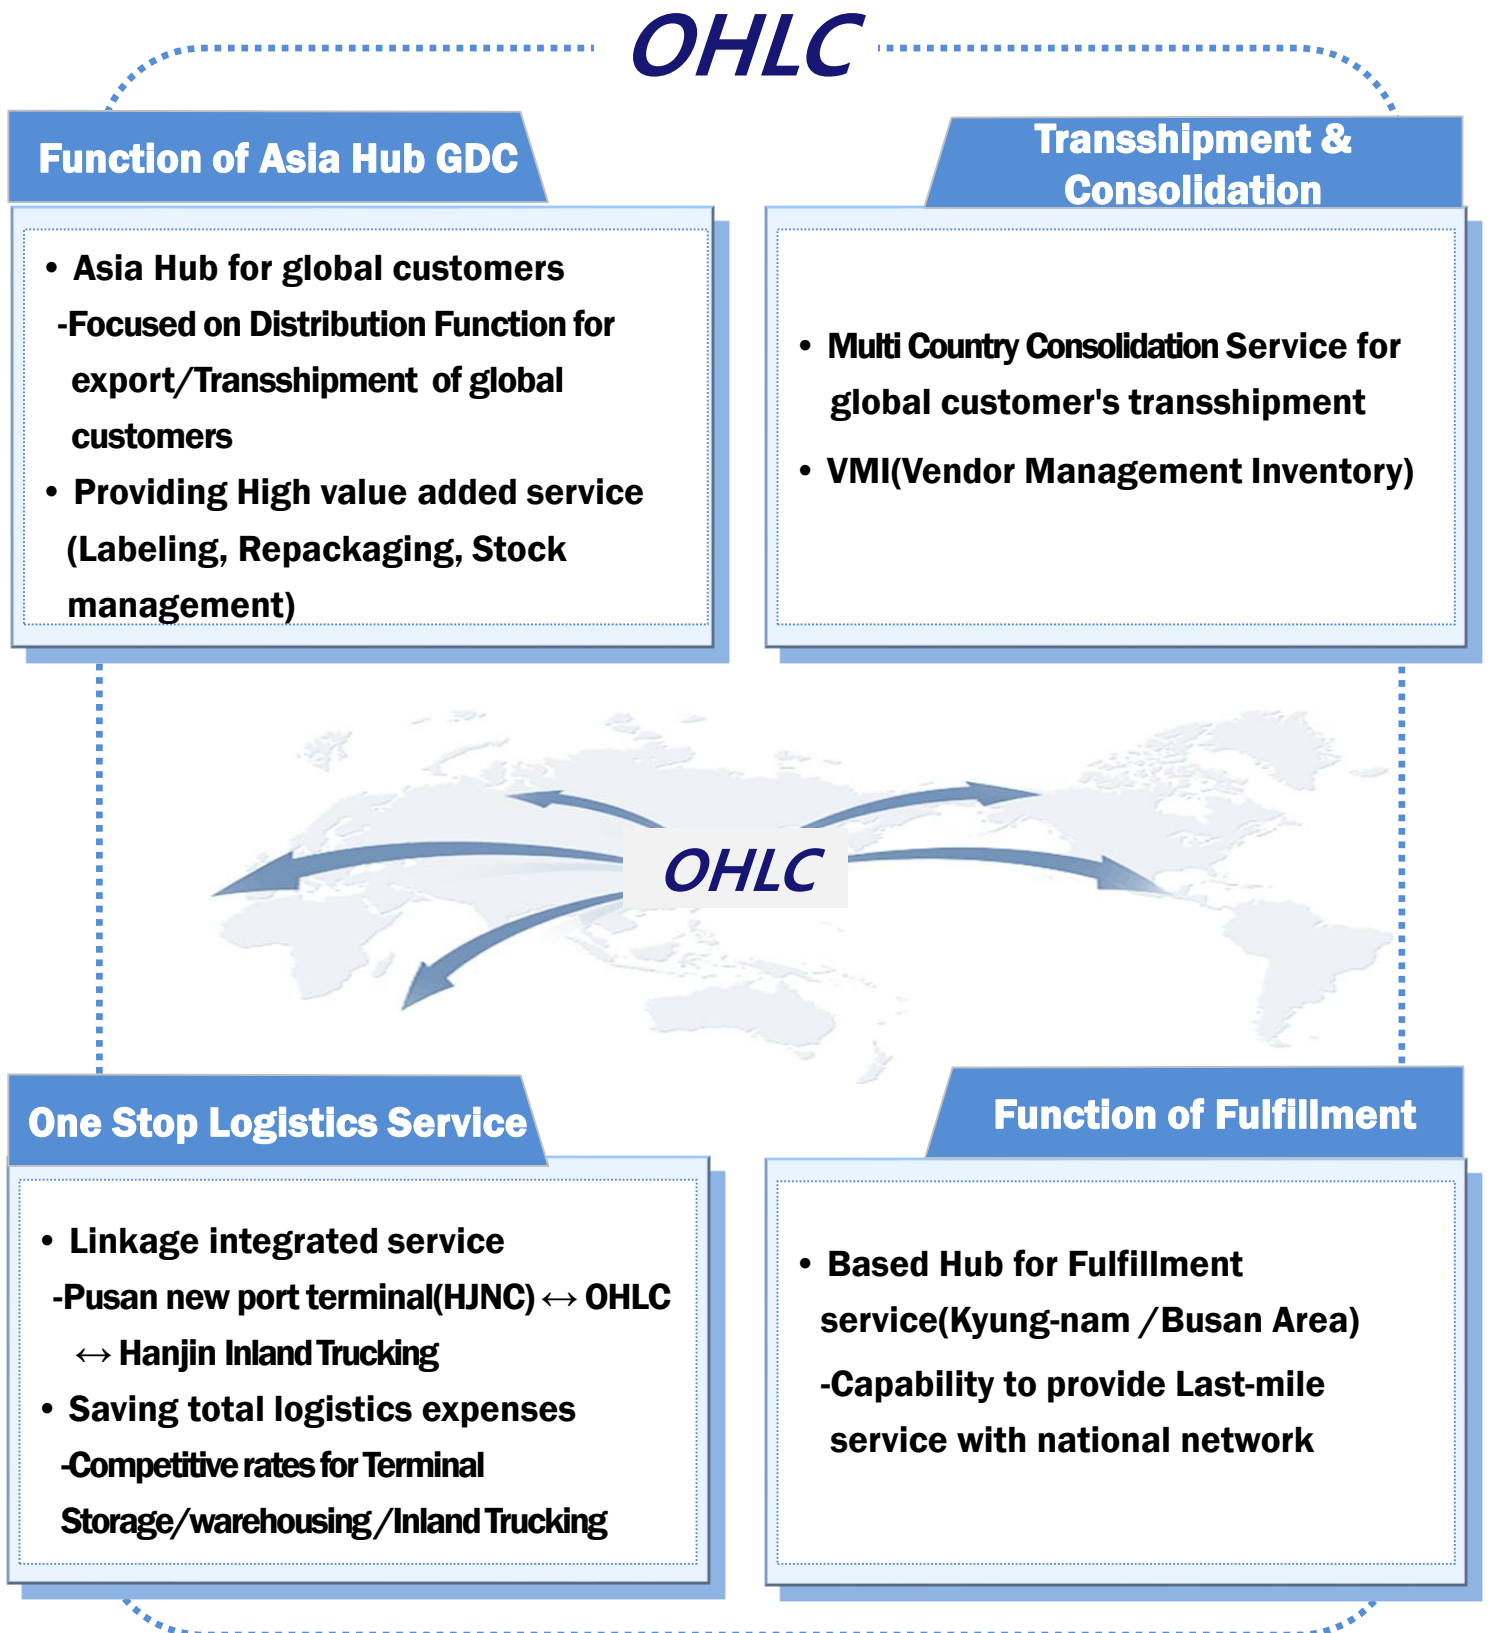 OHLC
Function of Asia Hub GDC
• Asia Hub for global customers
-Focused on Distribution Function for
export/Transshipment of global
customers
• Providing High value added service
(Labeling, Repackaging, Stock
management)
Transshipment &
Consolidation
• Multi Country Consolidation Service for
global customer's transshipment
• VMI(Vendor Management Inventory)
OHLC
One Stop Logistics Service
• Linkage integrated service
-Pusan new port terminal(HJNC) ↔ OHLC
↔ Hanjin Inland Trucking
• Saving total logistics expenses
-Competitive rates for Terminal
Storage/warehousing/Inland Trucking
Function of Fulfillment
• Based Hub for Fulfillment
service(Kyung-nam /Busan Area)
-Capability to provide Last-mile
service with national network